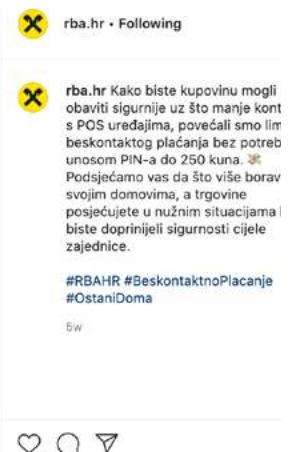 rba.hr • Following
rba.hr Kako biste kupovinu mogli
obaviti sigurnije uz što manje kont
s POS uređajima, povećali smo lim
beskontaktog plaćanja bez potreb
unosom PIN-a do 250 kuna. 💸
Podsjećamo vas da što više borav
svojim domovima, a trgovine
posjećujete u nužnim situacijama
biste doprinijeli sigurnosti cijele
zajednice.
#RBAHR #BeskontaktnoPlacanje
#OstaniDoma
6w